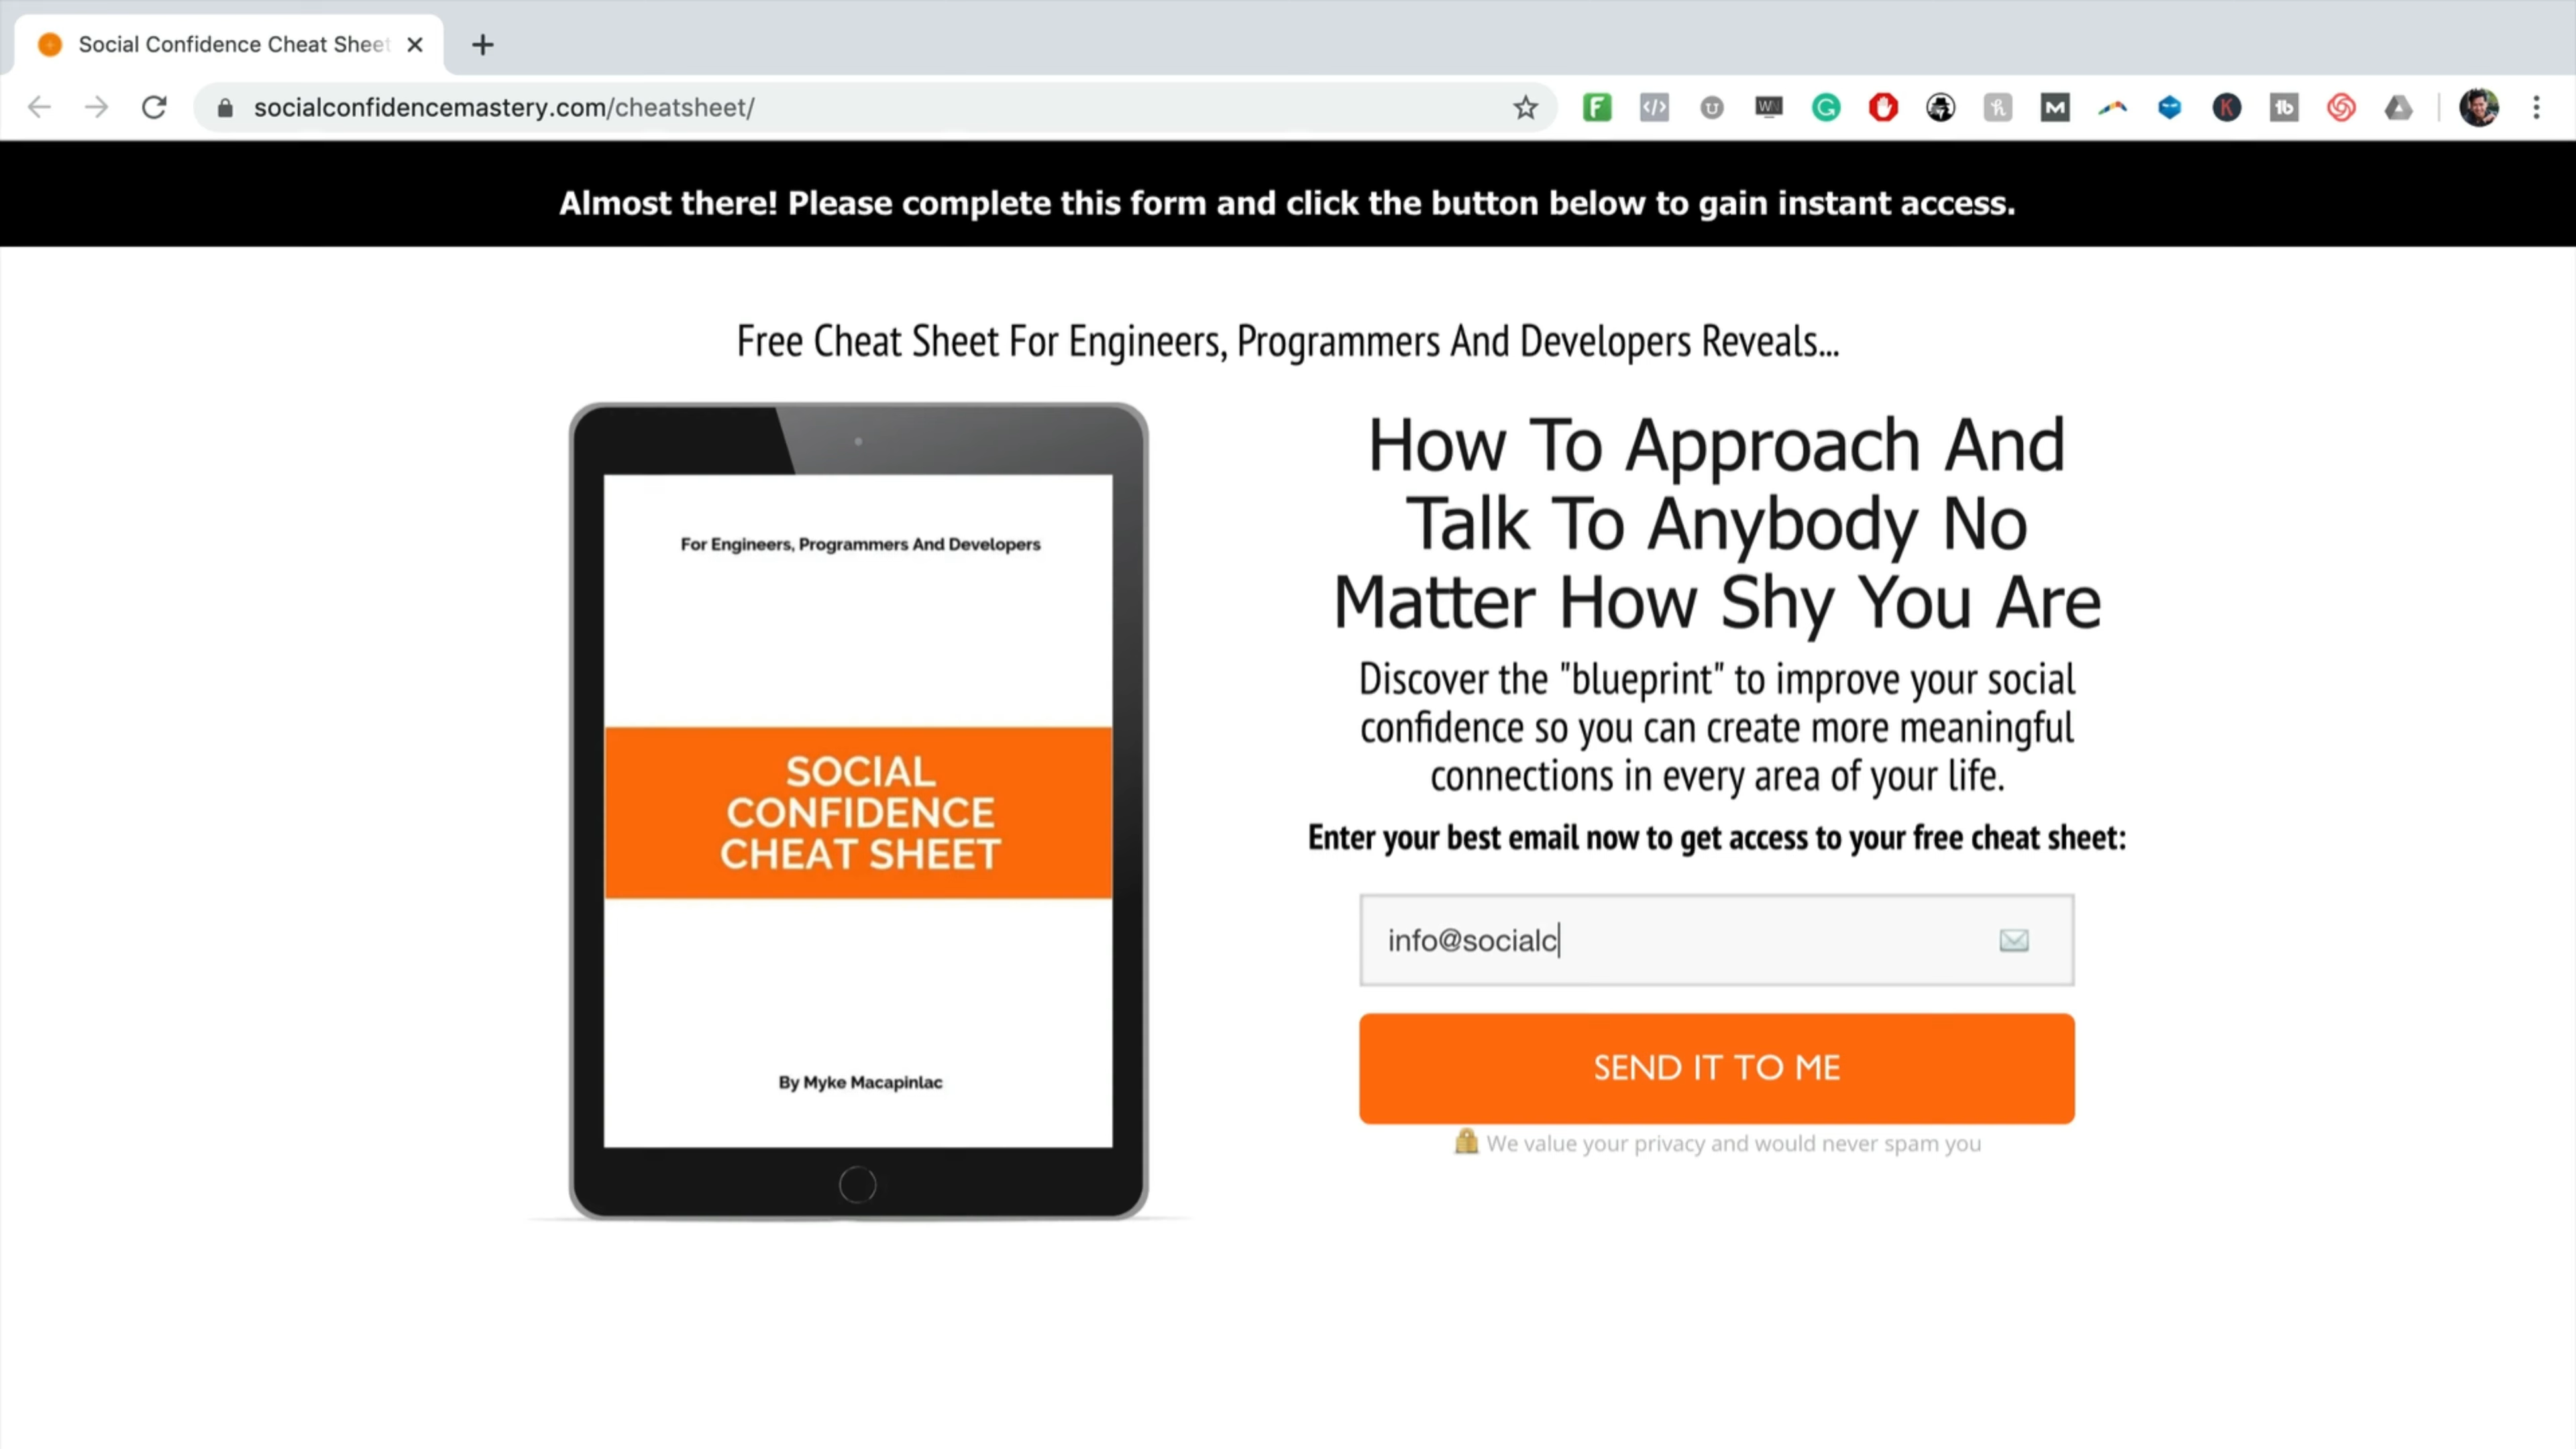 Social Confidence Cheat Sheet
socialconfidencemastery.com/cheatsheet/
Almost there! Please complete this form and click the button below to gain instant access.
Free Cheat Sheet For Engineers, Programmers And Developers Reveals...
For Engineers, Programmers And Developers
SOCIAL
CONFIDENCE
CHEAT SHEET
By Myke Macapinlac
How To Approach And
Talk To Anybody No
Matter How Shy You Are
Discover the "blueprint" to improve your social
confidence so you can create more meaningful
connections in every area of your life.
Enter your best email now to get access to your free cheat sheet:
info@socialc
SEND IT TO ME
We value your privacy and would never spam you